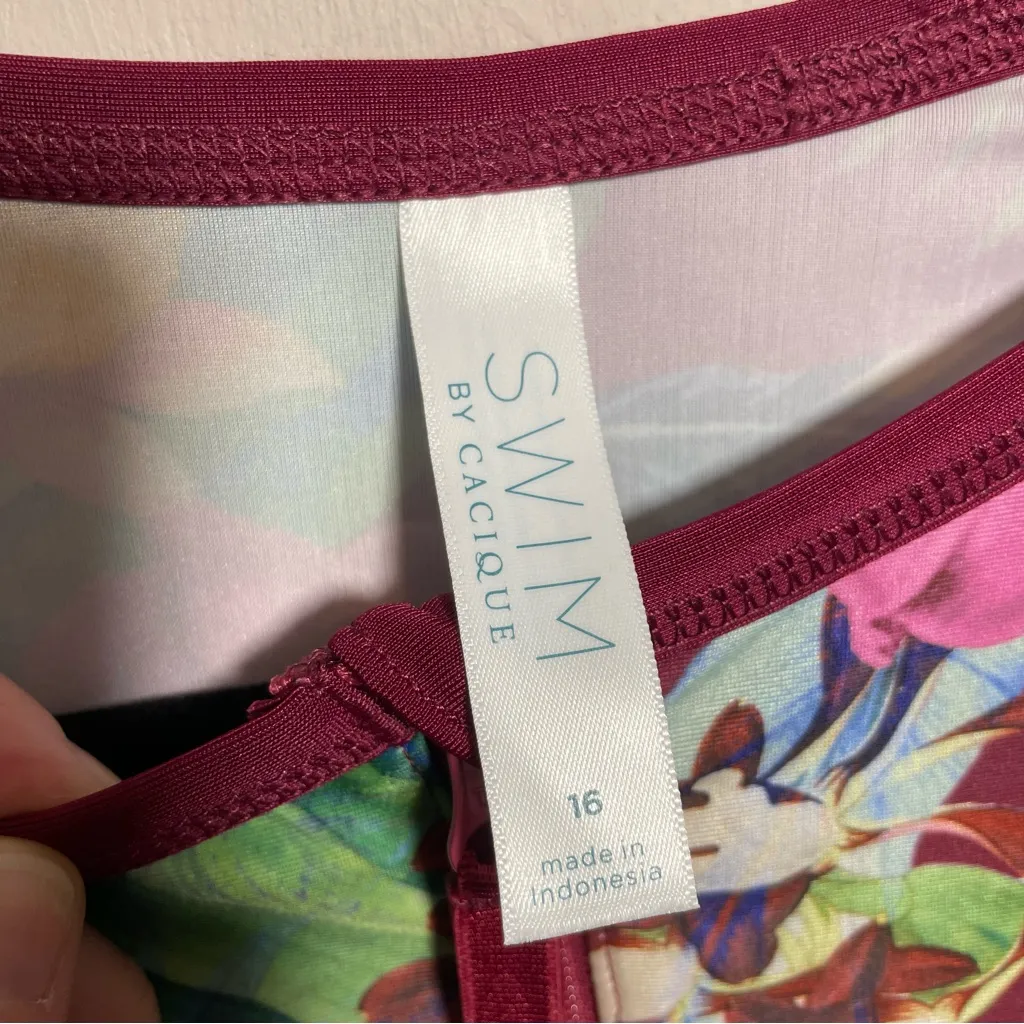 SWIM
BY CACIQUE
16
made in
Indonesia